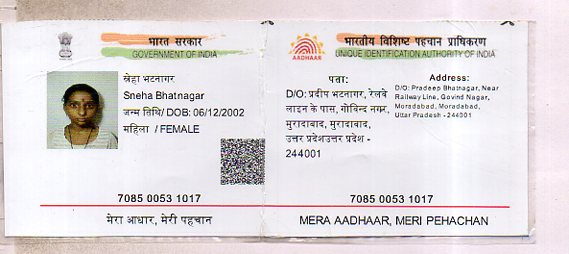 भारत सरकार
GOVERNMENT OF INDIA
स्नेहा भटनागर
Sneha Bhatnagar
जन्म तिथि/ DOB: 06/12/2002
महिला / FEMALE
7085 0053 1017
मेरा आधार, मेरी पहचान
AADHAAR
भारतीय विशिष्ट पहचान प्राधिकरण
UNIQUE IDENTIFICATION AUTHORITY OF INDIA
पता:
D/O: प्रदीप भटनागर, रेलवे
लाइन के पास, गोविन्द नगर,
मुरादाबाद, मुरादाबाद,
उत्तर प्रदेशउत्तर प्रदेश -
244001
Address:
D/O: Pradeep Bhatnagar, Near
Railway Line, Govind Nagar,
Moradabad, Moradabad,
Uttar Pradesh - 244001
7085 0053 1017
MERA AADHAAR, MERI PEHACHAN